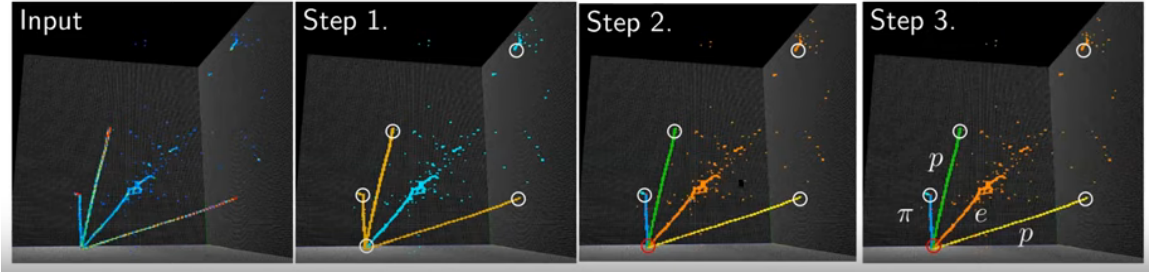 Input
Step 1.
Step 2.
Step 3.
p
π
e
p